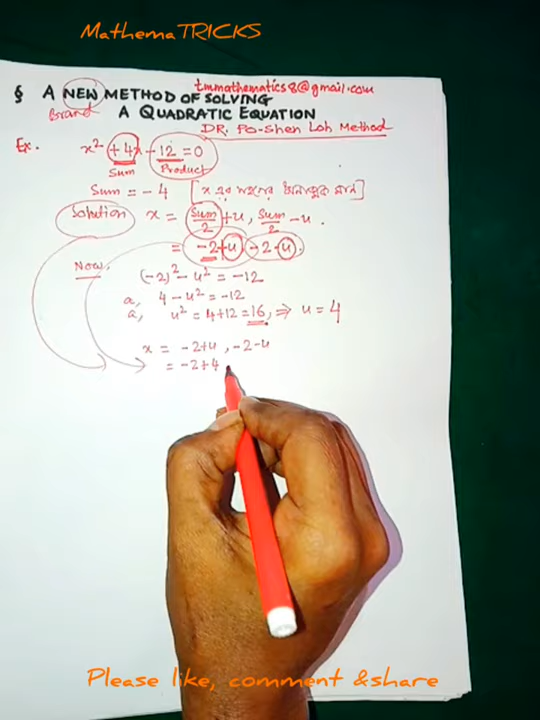 MathemaTRICKS
tmmathematics8@gmail.com
§ A NEW METHOD OF SOLVING
Brand A QUADRATIC EQUATION
DR. Po-Shen Loh Method
Ex. x² + 4x - 12 = 0
Sum Product
Sum = - 4 [x এর মানের
Solution x = Sum/2 + u, Sum/2 - u.
= -2+u, -2-u.
Now,
(-2)² - u² = -12
a, 4 - u² = -12
a, u² = 4+12 = 16, ⇒ u = 4
x = -2+u, -2-u
= -2+4
Please like, comment &share